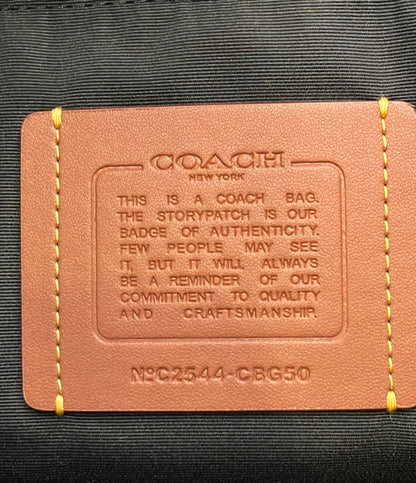 COACH
NEW YORK
THIS IS A COACH BAG.
THE STORYPATCH IS OUR
BADGE OF AUTHENTICITY.
FEW PEOPLE MAY SEE
IT, BUT IT WILL ALWAYS
BE A REMINDER OF OUR
COMMITMENT TO QUALITY
AND CRAFTSMANSHIP.
NºC2544-CBG50